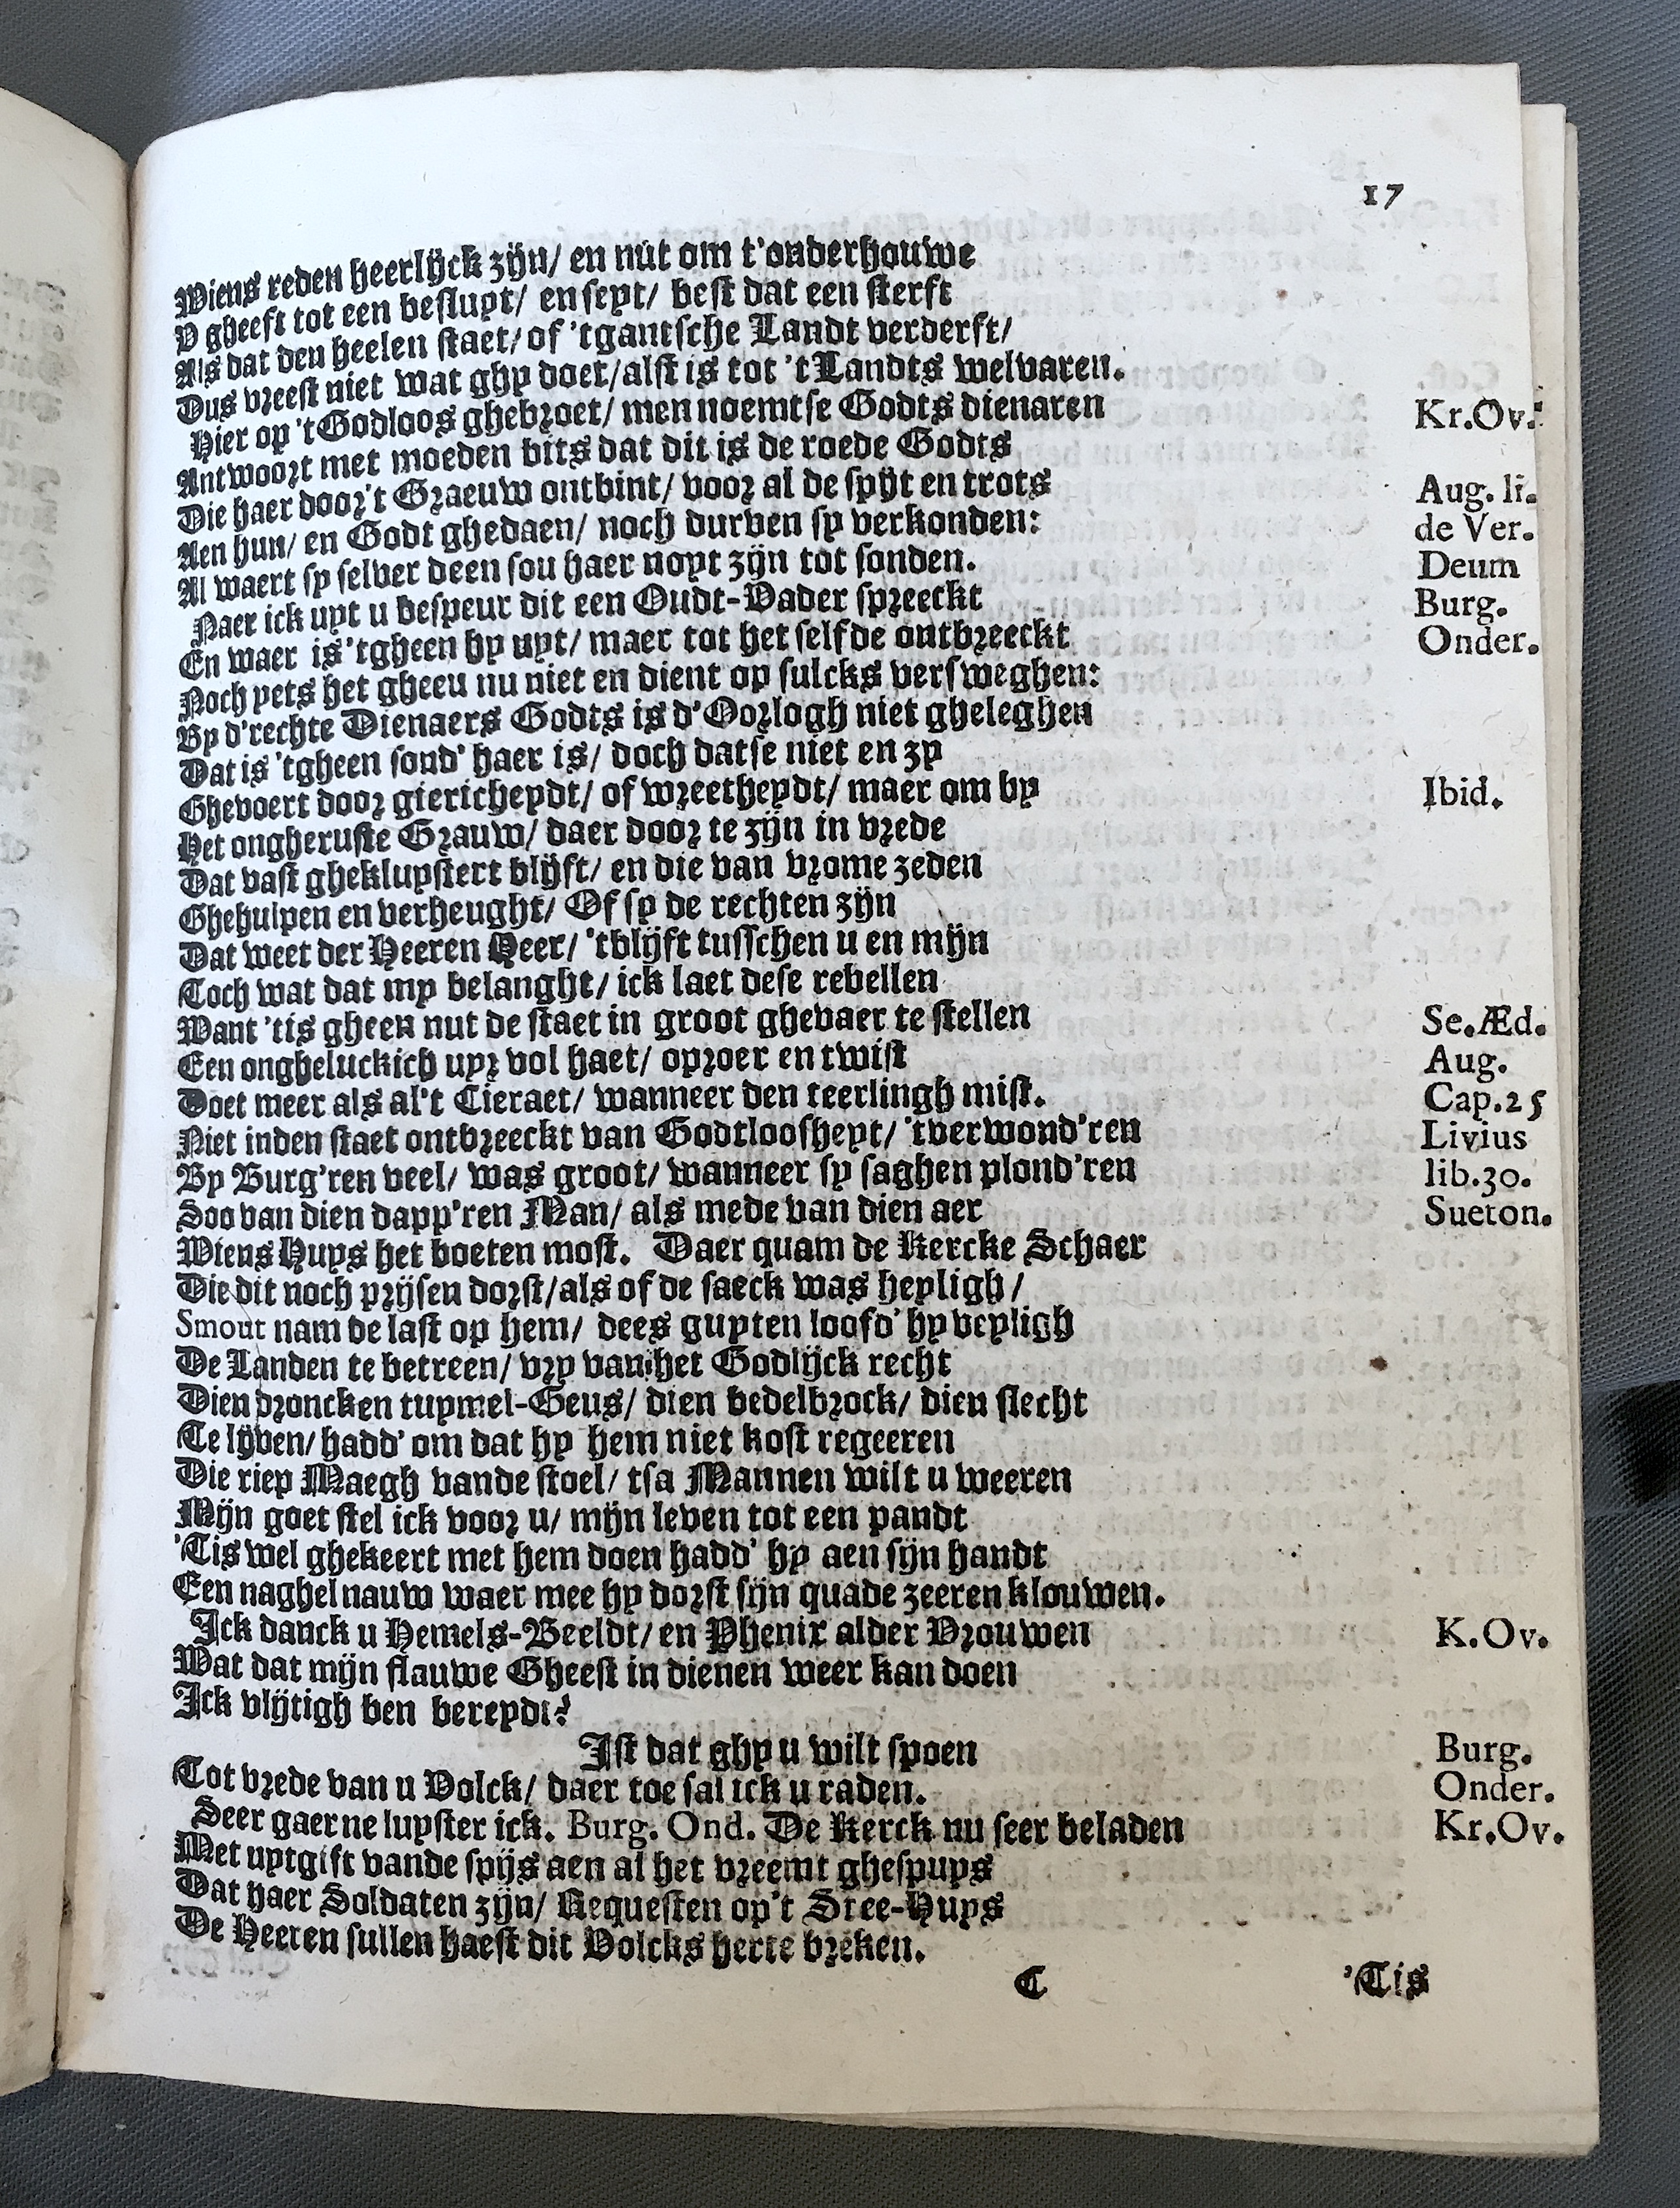 17
Wiens reden heerlijck zijn/ en nut om t'onderhouwe
V gheeft tot een besluyt/ en seyt/ best dat een sterft
Als dat den heelen staet/ of 'tgantsche Landt verderft/
Dus vreest niet wat ghy doet/alst is tot 't Landts welvaren.
Hier op 't Godloos ghebroet/ men noemtse Godts dienaren Kr.Ov.
Antwoort met moeden bits dat dit is de roede Godts
Die haer door't Graeuw ontbint/ voor al de spijt en trots Aug. li.
Aen hun/ en Godt ghedaen/ noch durven sy verkonden: de Ver.
Al waert sy selver deen sou haer noyt zijn tot sonden. Deum
Naer ick uyt u bespeur dit een Oudt-Vader spreeckt Burg.
En waer is 'tgheen hy uyt/ maer tot het selfde ontbreeckt Onder.
Noch yets het gheeu nu niet en dient op sulcks versweghen:
By d'rechte Dienaers Godts is d'Oorlogh niet gheleghen
Dat is 'tgheen sond' haer is/ doch datse niet en zy
Ghevoert door giericheydt/ of wreetheydt/ maer om by Ibid.
Het ongheruste Grauw/ daer door te zijn in vrede
Dat vast gheklupstert blijft/ en die van vrome zeden
Ghehulpen en verheught/ Of sy de rechten zijn
Dat weet der Heeren Heer/ 'tblijft tusschen u en mijn
Toch wat dat my belanght/ ick laet dese rebellen
Want 'tis gheen nut de staet in groot ghevaer te stellen Se.Æd.
Een ongheluckich uyr vol haet/ oproer en twist Aug.
Doet meer als al't Cieraet/ wanneer den teerlingh mist. Cap.25
Niet inden staet ontbreeckt van Godtloosheyt/ 'tverwond'ren Livius
By Burg'ren veel/ was groot/ wanneer sy saghen plond'ren lib.30.
Soo van dien dapp'ren Man/ als mede van dien aer Sueton.
Wiens Huys het boeten most. Daer quam de Kercke Schaer
Die dit noch prijsen dorst/als of de saeck was heyligh/
Smout nam de last op hem/ dees guyten loofd' hy veyligh
De Landen te betreen/ vry van het Godlijck recht
Dien droncken tuymel-Geus/ dien bedelbrock/ dien slecht
Te lijven/ hadd' om dat hy hem niet kost regeeren
Die riep Maegh vande stoel/ tsa Mannen wilt u weeren
Mijn goet stel ick voor u/ mijn leven tot een pandt
'Tis wel ghekeert met hem doen hadd' hy aen sijn handt
Een naghel nauw waer mee hy dorst sijn quade zeeren klouwen.
Ick danck u Hemels-Beeldt/ en Phenix alder Vrouwen K.Ov.
Wat dat mijn flauwe Gheest in dienen weer kan doen
Ick vlijtigh ben bereydt?
Ist dat ghy u wilt spoen Burg.
Tot vrede van u Volck/ daer toe sal ick u raden. Onder.
Seer gaerne luyster ick. Burg. Ond. De Kerck nu seer beladen Kr.Ov.
Met uytgift vande spijs aen al het vreemt ghespuys
Dat haer Soldaten zijn/ Requesten op't Stee-Huys
De Heeren sullen haest dit Volcks herte breken.
C 'Tis